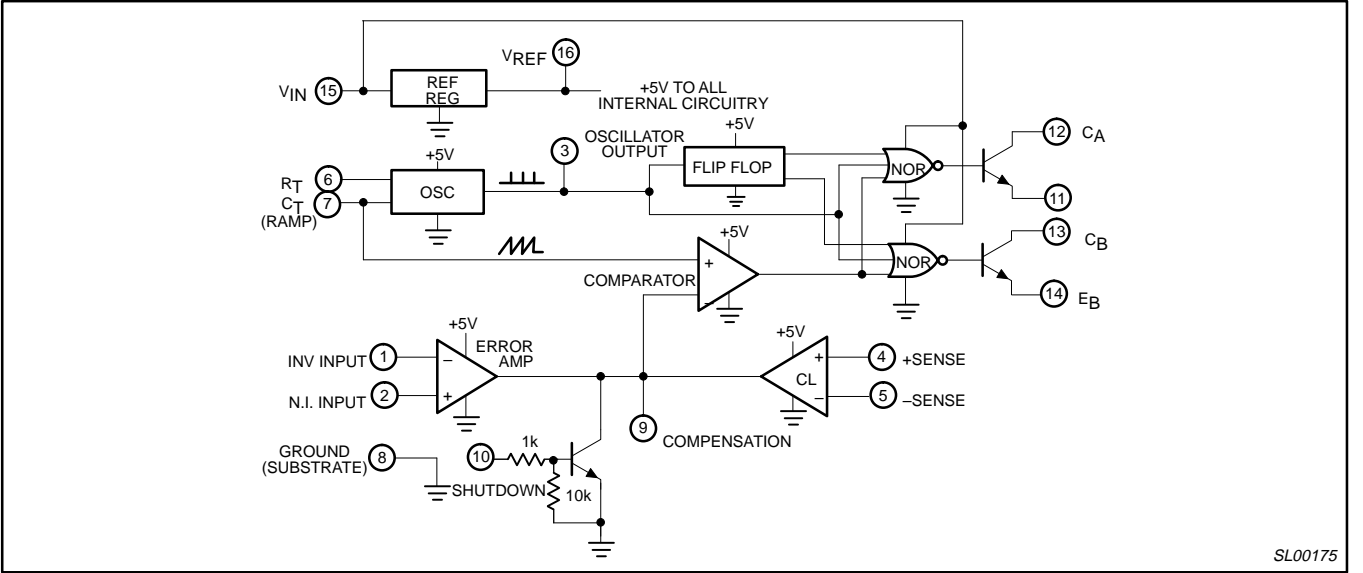 VREF 16
VIN 15
REF
REG
+5V TO ALL
INTERNAL CIRCUITRY
OSCILLATOR
OUTPUT
3
+5V
FLIP FLOP
NOR
12 CA
11
RT 6
CT 7
(RAMP)
+5V
OSC
13 CB
NOR
14 EB
+5V
+
–
COMPARATOR
INV INPUT 1
N.I. INPUT 2
+5V
–
+
ERROR
AMP
+5V
+
–
CL
4 +SENSE
5 –SENSE
9 COMPENSATION
GROUND
(SUBSTRATE) 8
10 1k
SHUTDOWN
10k
SL00175